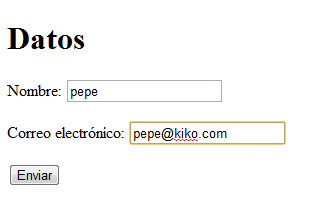 Datos
Nombre: pepe
Correo electrónico: pepe@kiko.com
Enviar